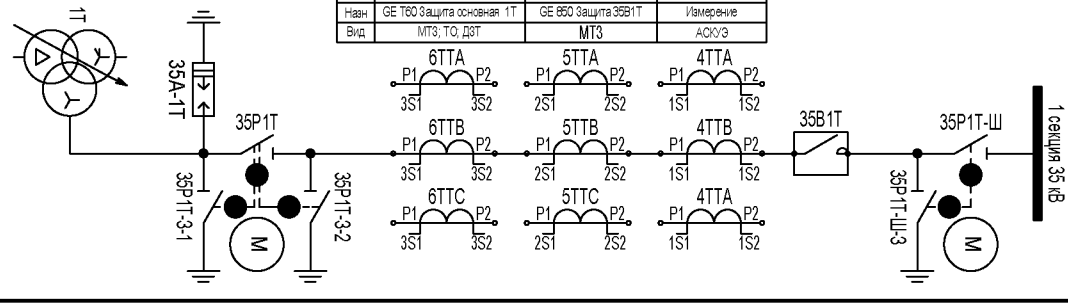 Назн GE T60 Защита основная 1Т GE 850 Защита 35В1Т Измерение
Вид МТЗ; ТО; ДЗТ МТЗ АСКУЭ
1Т
35А-1Т
6ТТА 5ТТА 4ТТА
P1 P2 P1 P2 P1 P2
3S1 3S2 2S1 2S2 1S1 1S2
35Р1Т 6ТТВ 5ТТВ 4ТТВ 35В1Т 35Р1Т-Ш 1 секция 35 кВ
P1 P2 P1 P2 P1 P2
3S1 3S2 2S1 2S2 1S1 1S2
35Р1Т-З-1 35Р1Т-З-2 35Р1Т-Ш-З
6ТТС 5ТТС 4ТТА
P1 P2 P1 P2 P1 P2
3S1 3S2 2S1 2S2 1S1 1S2
М М